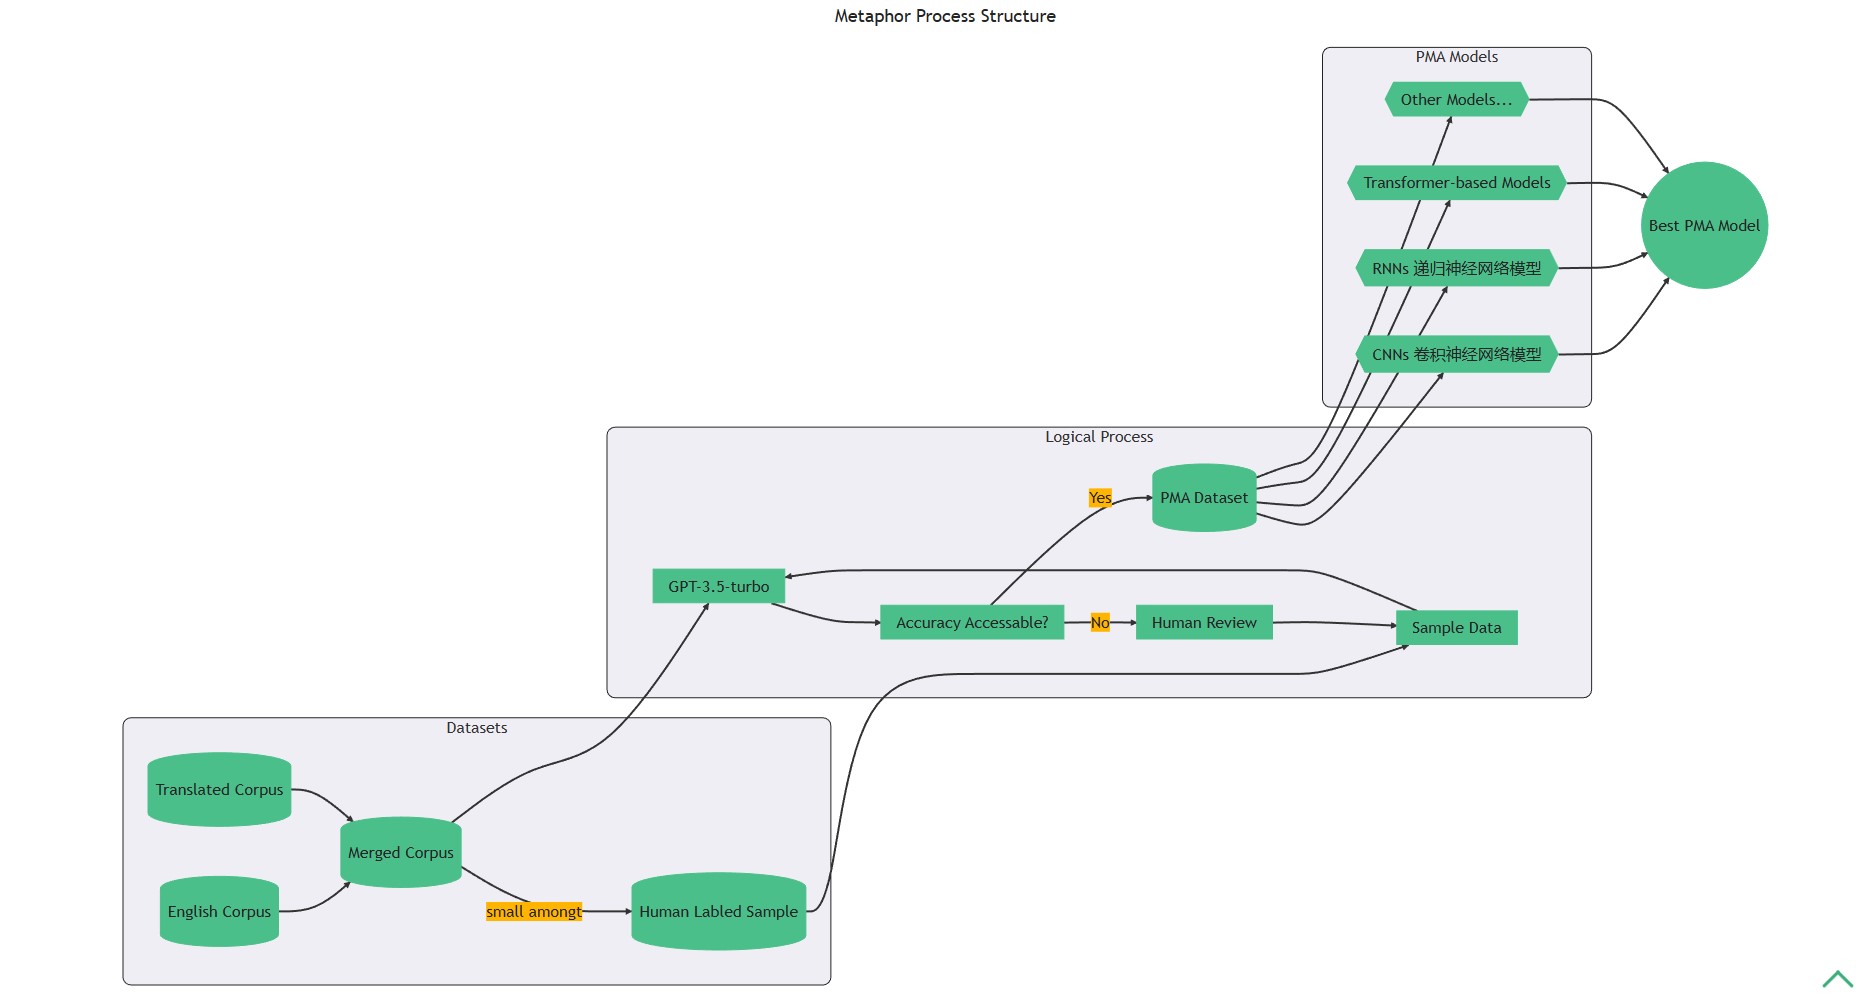 Metaphor Process Structure
PMA Models
Other Models...
Transformer-based Models
RNNs 递归神经网络模型
CNNs 卷积神经网络模型
Best PMA Model
Logical Process
Yes
PMA Dataset
GPT-3.5-turbo
Accuracy Accessable?
No
Human Review
Sample Data
Datasets
Translated Corpus
Merged Corpus
English Corpus
small amongt
Human Labled Sample